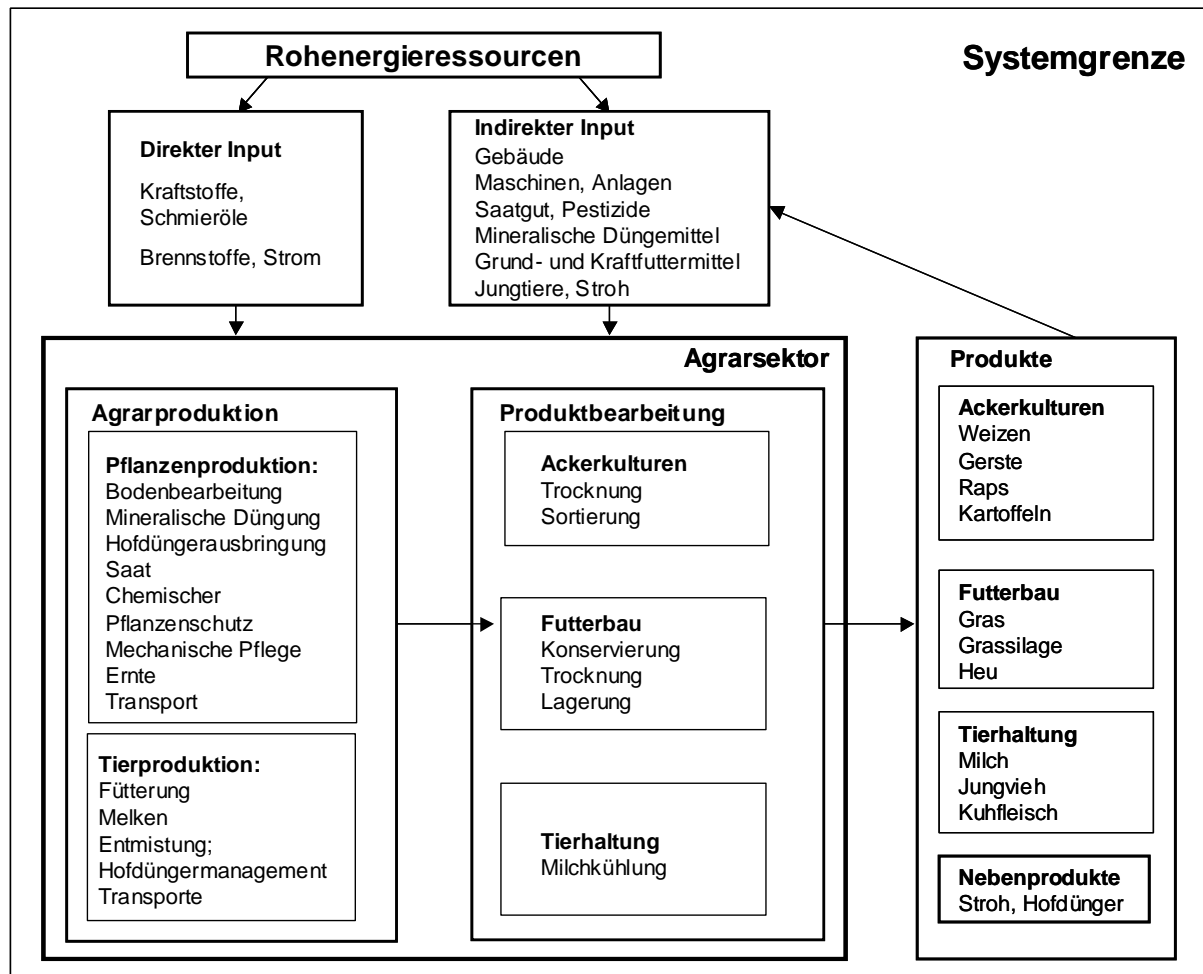 Rohenergieressourcen
Systemgrenze
Direkter Input
Kraftstoffe,
Schmieröle
Brennstoffe, Strom
Indirekter Input
Gebäude
Maschinen, Anlagen
Saatgut, Pestizide
Mineralische Düngemittel
Grund- und Kraftfuttermittel
Jungtiere, Stroh
Agrarsektor
Agrarproduktion
Pflanzenproduktion:
Bodenbearbeitung
Mineralische Düngung
Hofdüngerausbringung
Saat
Chemischer
Pflanzenschutz
Mechanische Pflege
Ernte
Transport
Tierproduktion:
Fütterung
Melken
Entmistung;
Hofdüngermanagement
Transporte
Produktbearbeitung
Ackerkulturen
Trocknung
Sortierung
Futterbau
Konservierung
Trocknung
Lagerung
Tierhaltung
Milchkühlung
Produkte
Ackerkulturen
Weizen
Gerste
Raps
Kartoffeln
Futterbau
Gras
Grassilage
Heu
Tierhaltung
Milch
Jungvieh
Kuhfleisch
Nebenprodukte
Stroh, Hofdünger